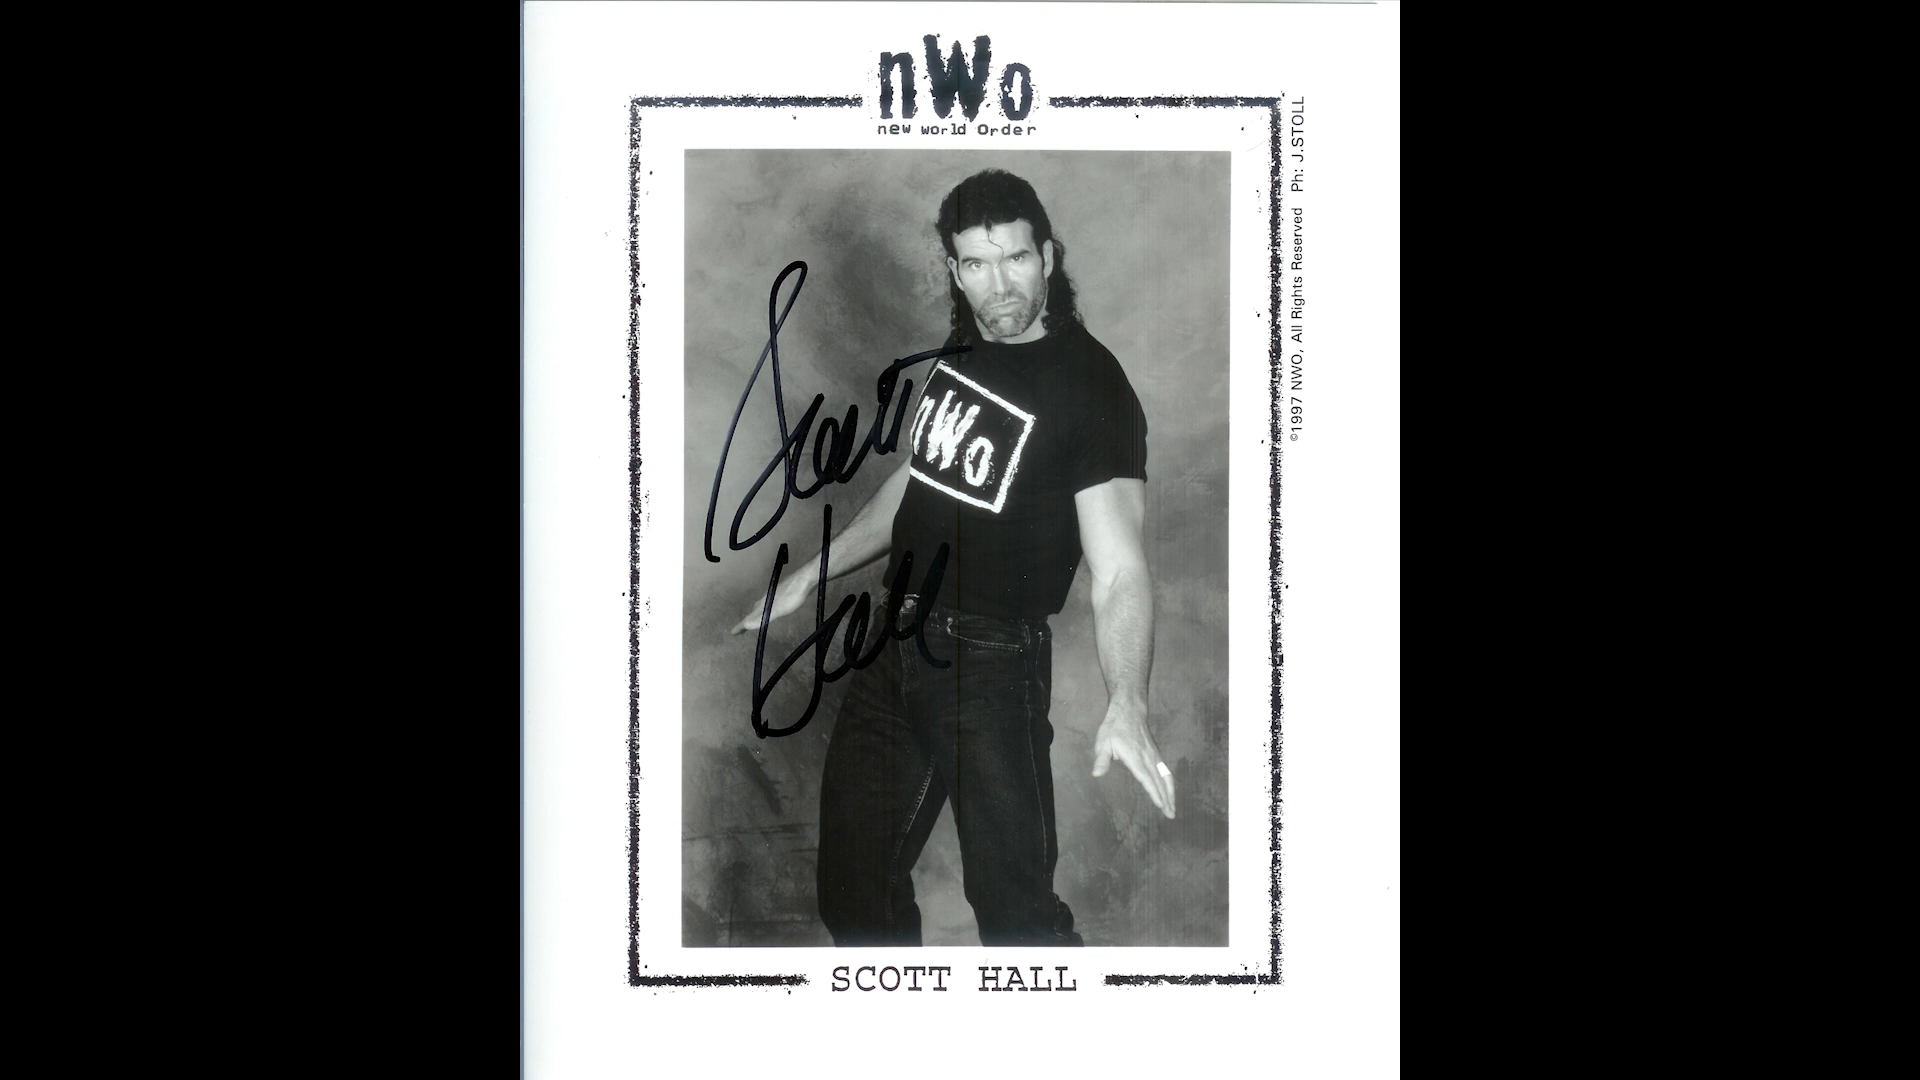 nWo
new world Order
©1997 NWO, All Rights Reserved Ph: J.STOLL
nWo
Scott
Hall
SCOTT HALL